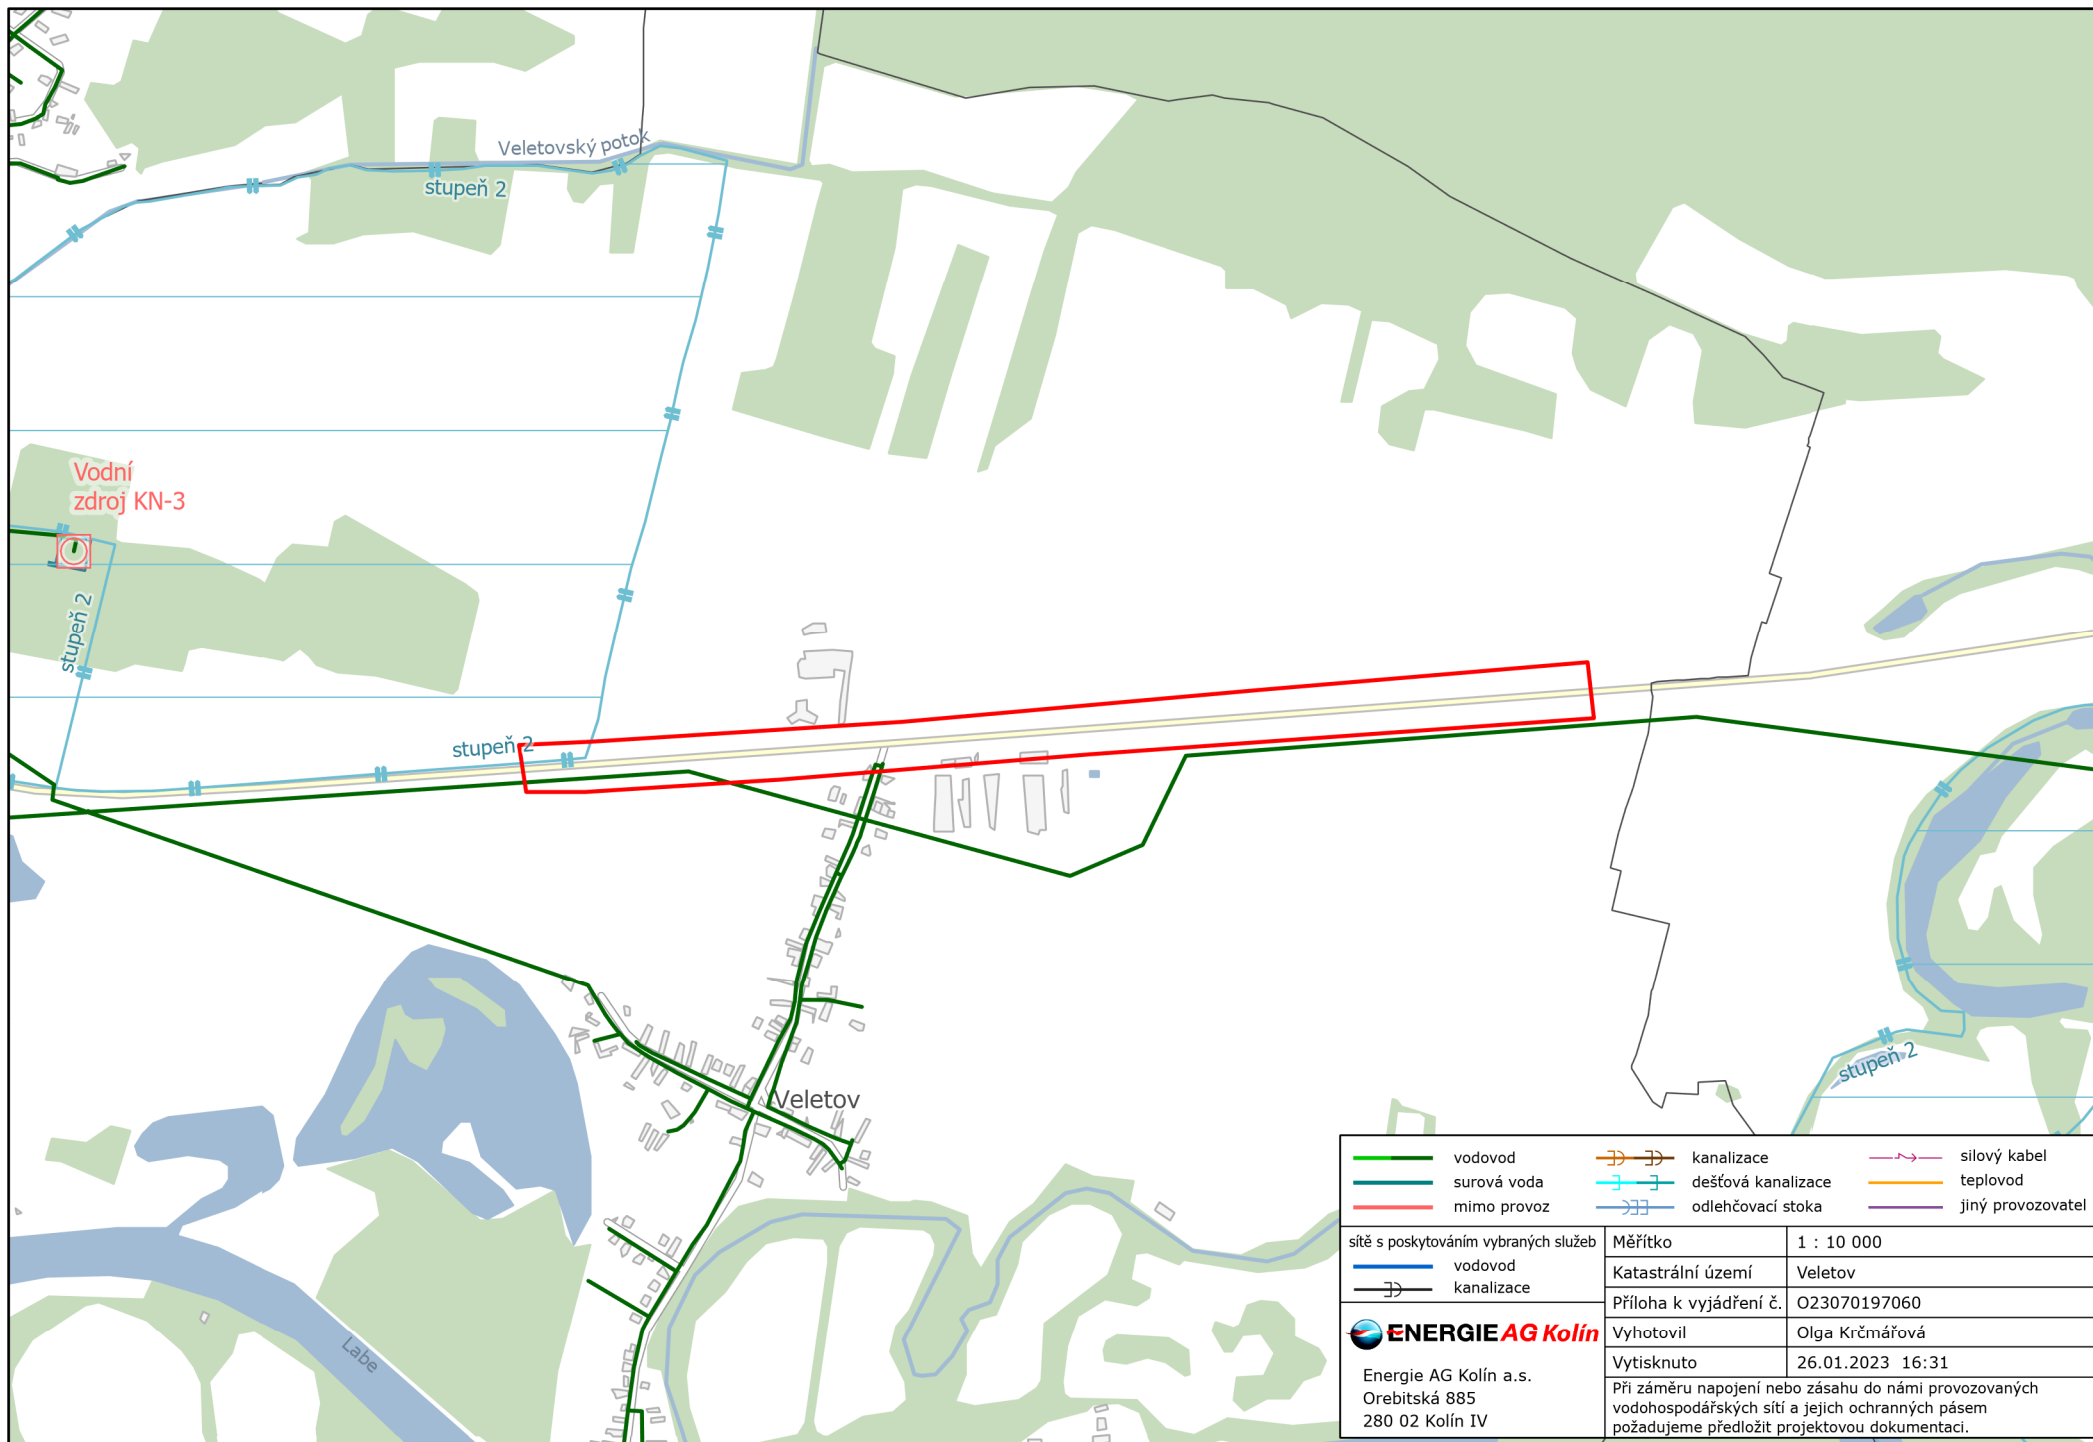 Veletovský potok
stupeň 2
Vodní
zdroj KN-3
stupeň 2
stupeň 2
Veletov
stupeň 2
Labe
vodovod
surová voda
mimo provoz
kanalizace
dešťová kanalizace
odlehčovací stoka
silový kabel
teplovod
jiný provozovatel
sítě s poskytováním vybraných služeb
vodovod
kanalizace
ENERGIE AG Kolín
Energie AG Kolín a.s.
Orebitská 885
280 02 Kolín IV
Měřítko 1 : 10 000
Katastrální území Veletov
Příloha k vyjádření č. O23070197060
Vyhotovil Olga Krčmářová
Vytisknuto 26.01.2023 16:31
Při záměru napojení nebo zásahu do námi provozovaných
vodohospodářských sítí a jejich ochranných pásem
požadujeme předložit projektovou dokumentaci.